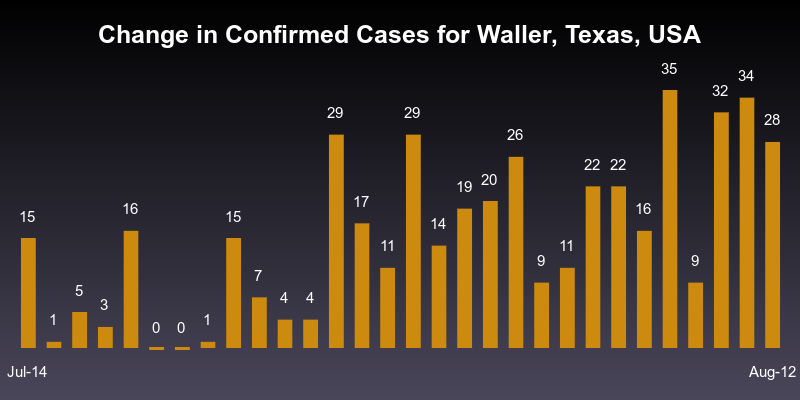 Change in Confirmed Cases for Waller, Texas, USA
15 1 5 3 16 0 0 1 15 7 4 4 29 17 11 29 14 19 20 26 9 11 22 22 16 35 9 32 34 28
Jul-14 Aug-12